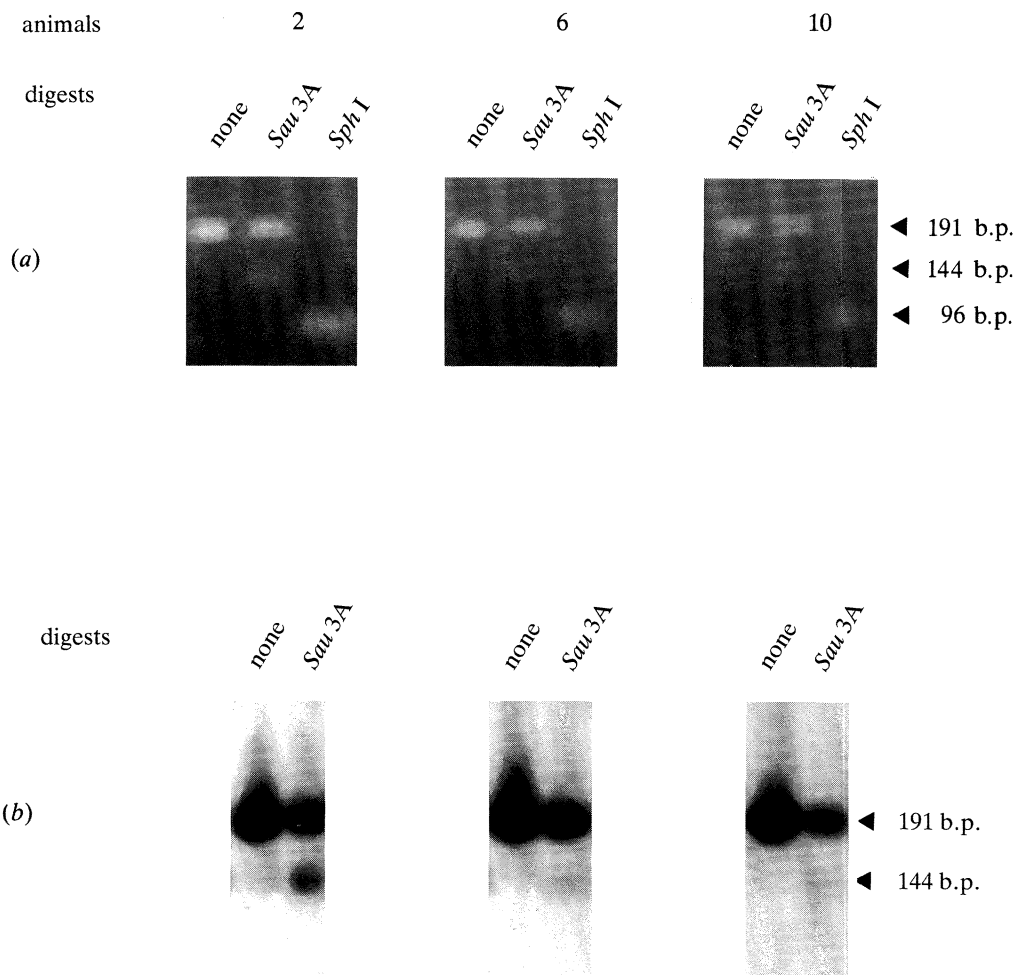 animals 2 6 10
digests none Sau 3A Sph I none Sau 3A Sph I none Sau 3A Sph I
(a)
191 b.p.
144 b.p.
96 b.p.
digests none Sau 3A none Sau 3A none Sau 3A
(b)
191 b.p.
144 b.p.